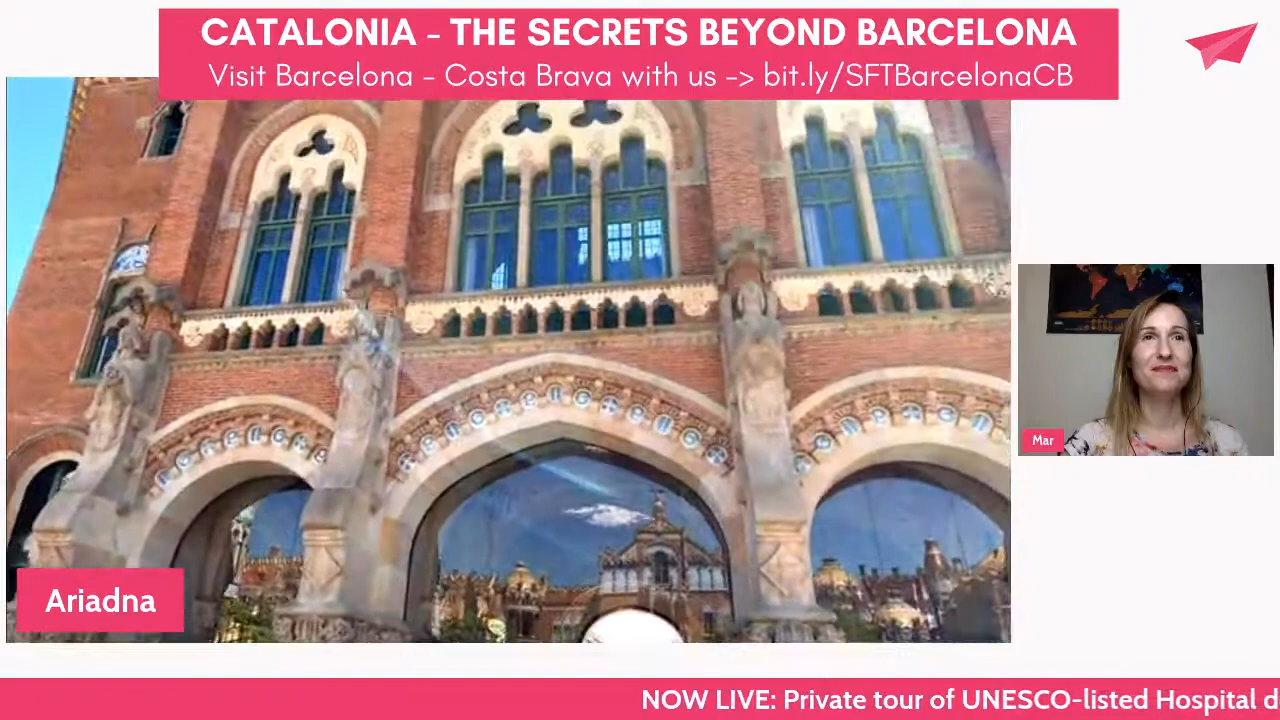 CATALONIA - THE SECRETS BEYOND BARCELONA
Visit Barcelona - Costa Brava with us -> bit.ly/SFTBarcelonaCB
Mar
Ariadna
NOW LIVE: Private tour of UNESCO-listed Hospital d